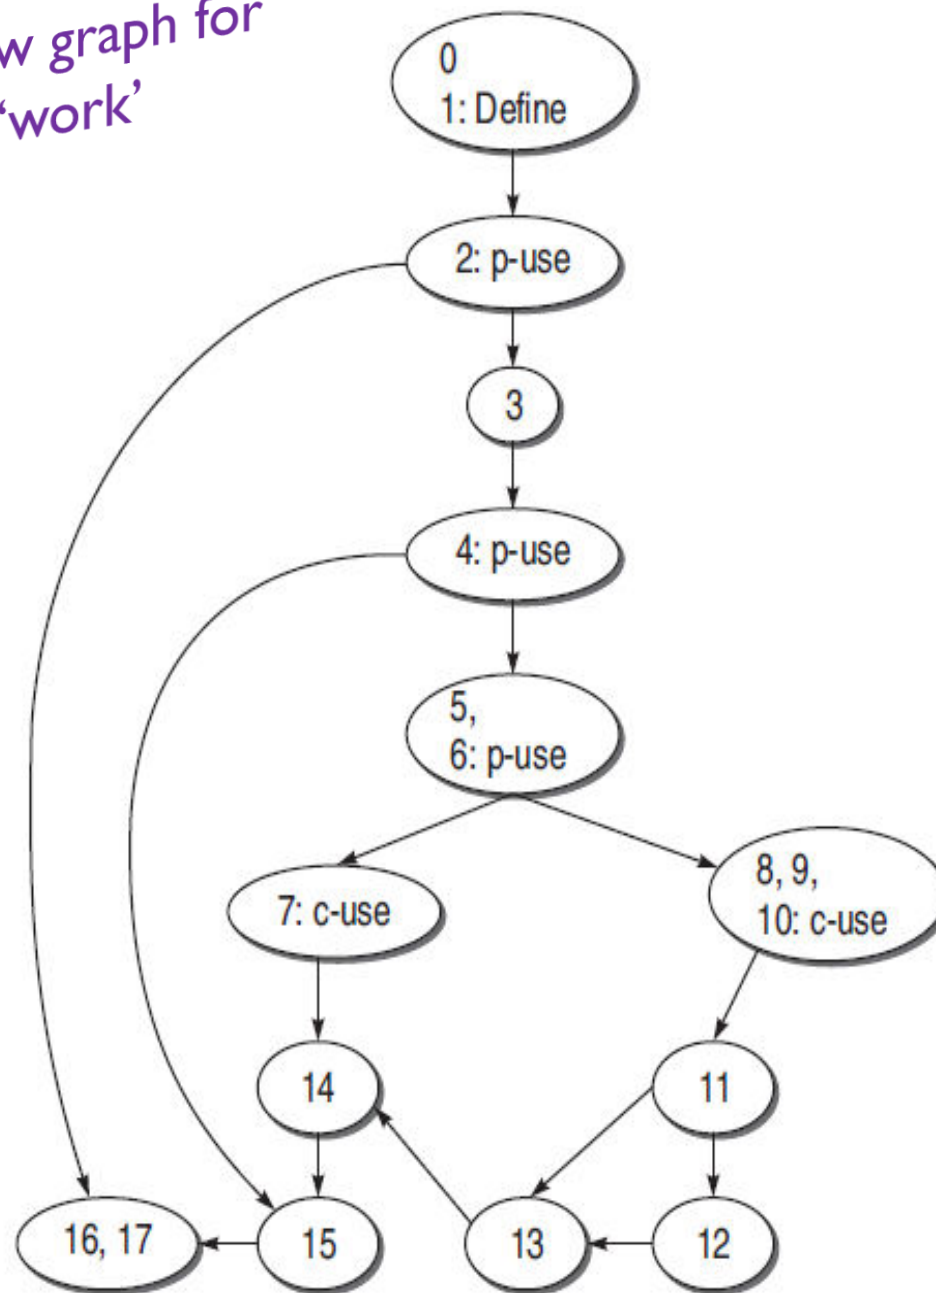 graph for
‘work’
0
1: Define
2: p-use
3
4: p-use
5,
6: p-use
7: c-use
8, 9,
10: c-use
14
11
16, 17
15
13
12